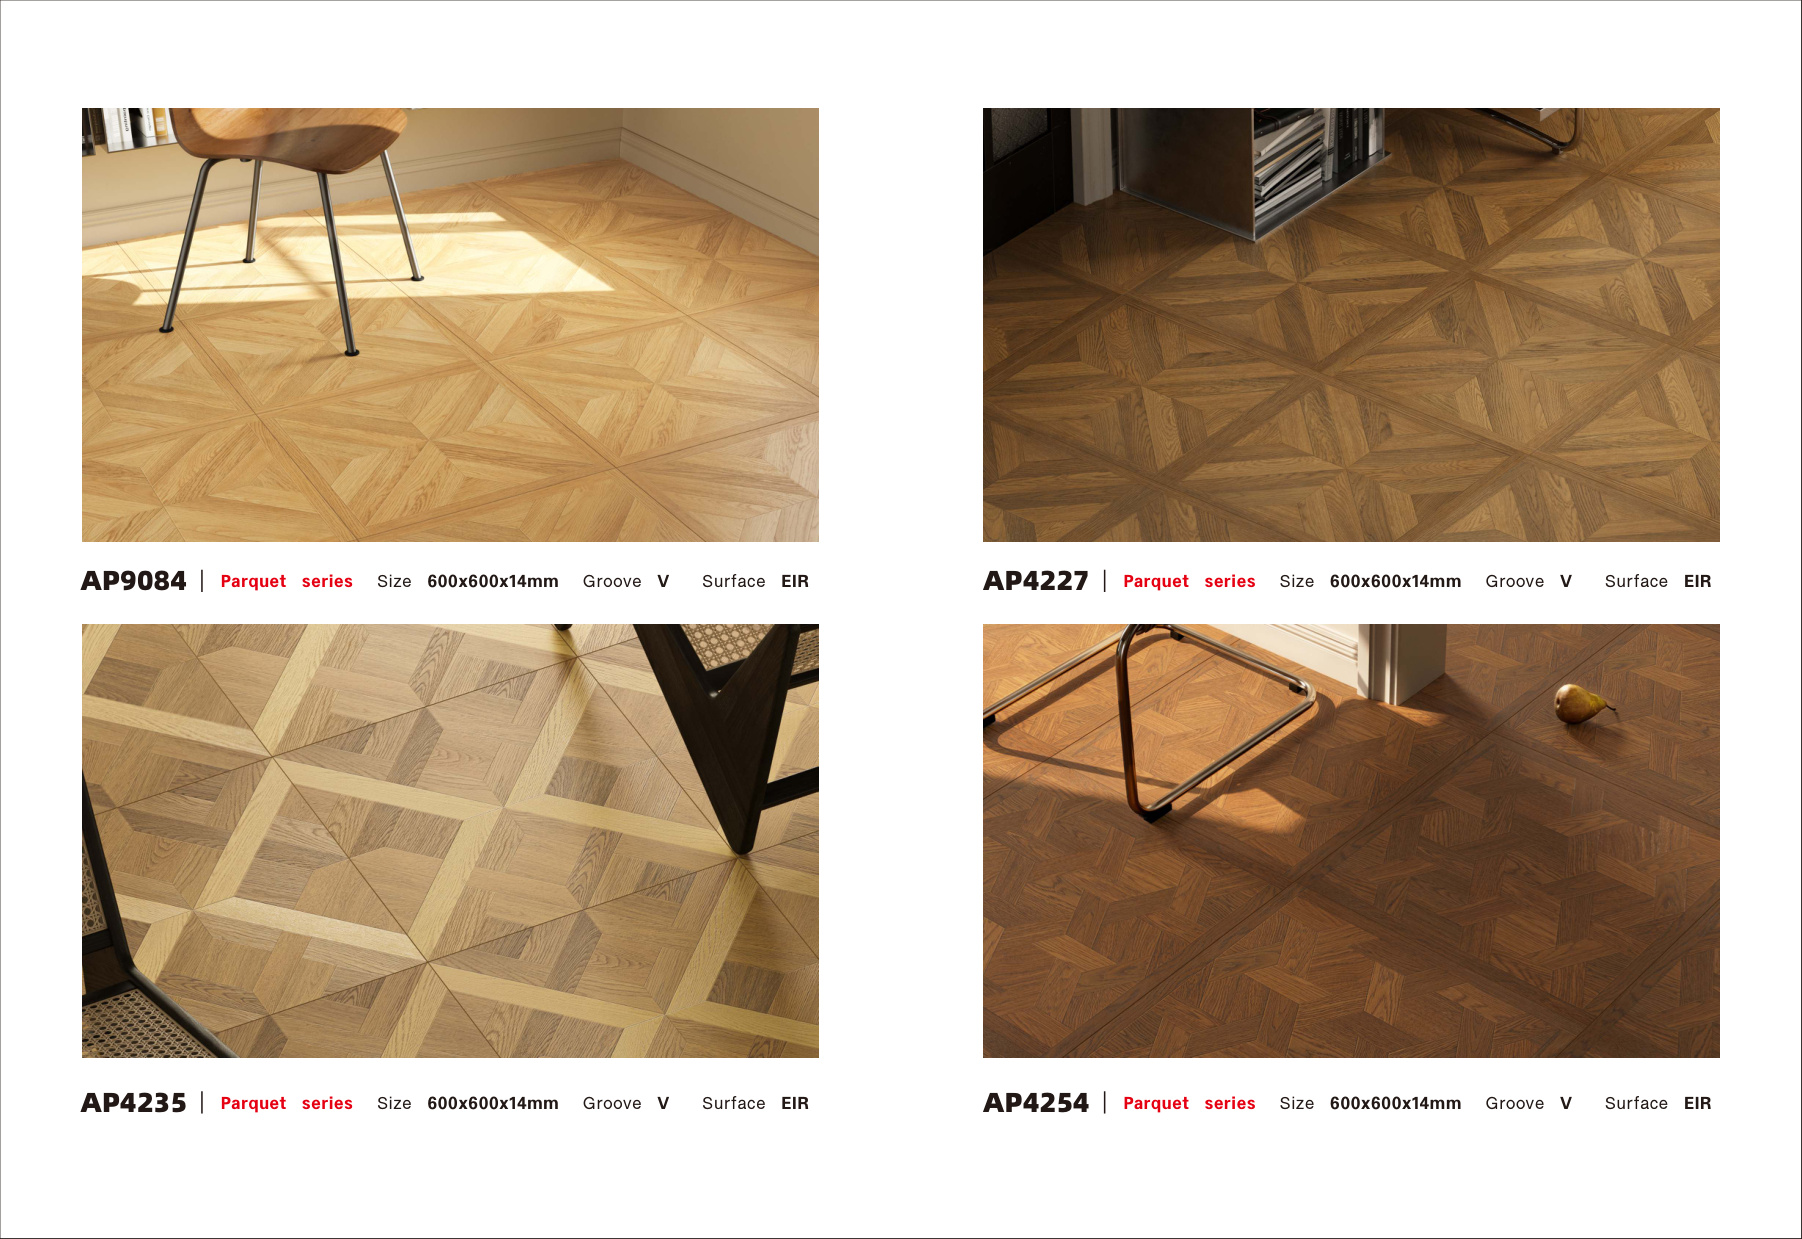 AP9084 | Parquet series Size 600x600x14mm Groove V Surface EIR
AP4227 | Parquet series Size 600x600x14mm Groove V Surface EIR
AP4235 | Parquet series Size 600x600x14mm Groove V Surface EIR
AP4254 | Parquet series Size 600x600x14mm Groove V Surface EIR